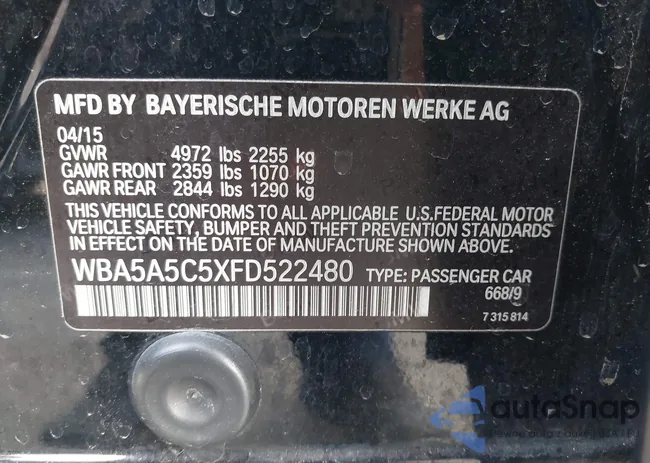 MFD BY BAYERISCHE MOTOREN WERKE AG
04/15
GVWR 4972 lbs 2255 kg
GAWR FRONT 2359 lbs 1070 kg
GAWR REAR 2844 lbs 1290 kg
THIS VEHICLE CONFORMS TO ALL APPLICABLE U.S.FEDERAL MOTOR
VEHICLE SAFETY, BUMPER AND THEFT PREVENTION STANDARDS
IN EFFECT ON THE DATE OF MANUFACTURE SHOWN ABOVE.
WBA5A5C5XFD522480 TYPE: PASSENGER CAR
668/9
7 315 814
autaSnap